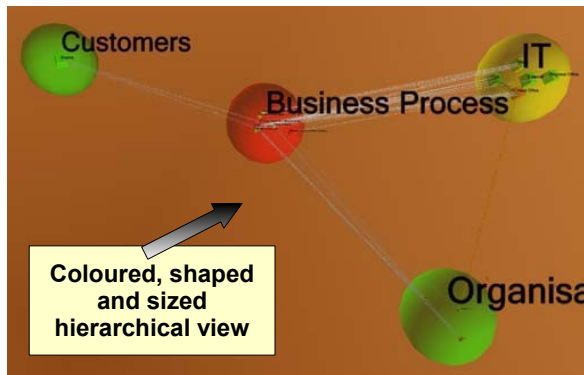 Customers
IT
Business Process
Organisa
Coloured, shaped
and sized
hierarchical view